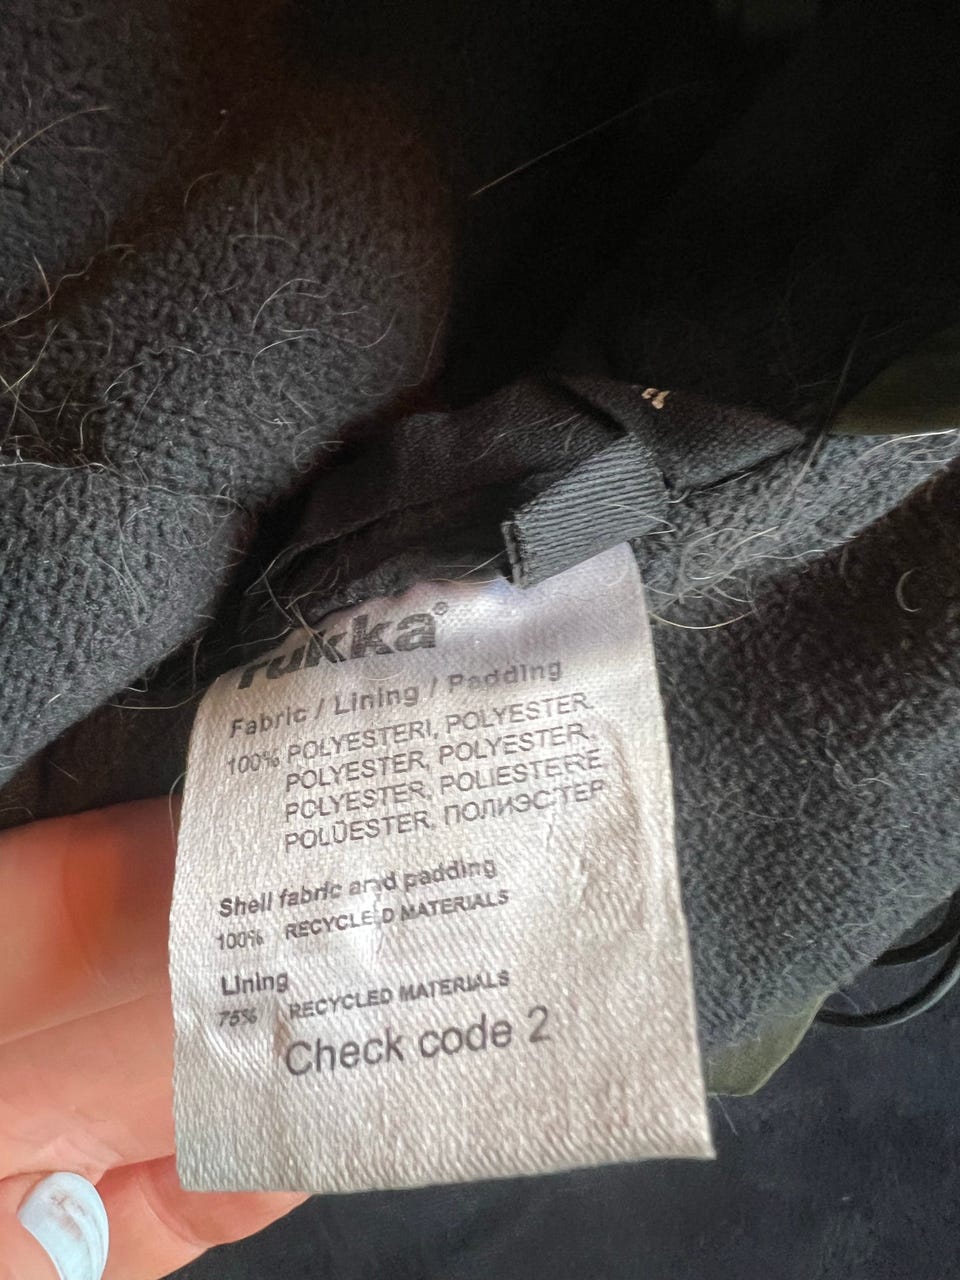 rukka®
Fabric / Lining / Padding
100% POLYESTERI, POLYESTER,
POLYESTER, POLYESTER,
POLYESTER, POLIESTERE,
POLÜESTER, ПОЛИЭСТЕР
Shell fabric and padding
100% RECYCLED MATERIALS
Lining
75% RECYCLED MATERIALS
Check code 2